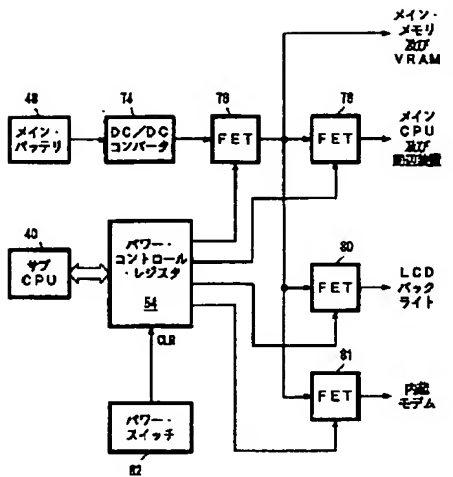 メイン・
メモリ
及び
VRAM
48
メイン・
バッテリ
74
DC/DC
コンバータ
FET
78
FET
メイン
CPU
及び
周辺装置
40
サブ
CPU
パワー・
コントロール
・レジスタ
54
CLR
80
FET
LCD
バック
ライト
81
FET
内蔵
モデム
パワー・
スイッチ